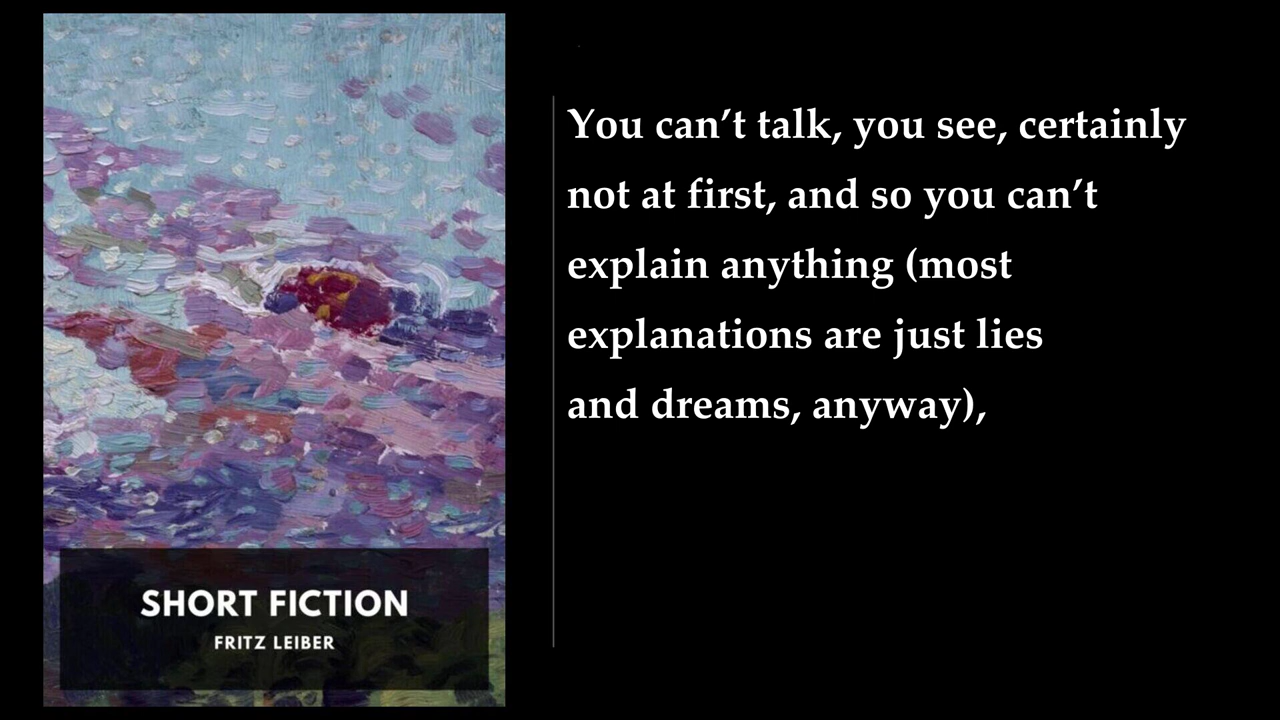 SHORT FICTION
FRITZ LEIBER
You can’t talk, you see, certainly
not at first, and so you can’t
explain anything (most
explanations are just lies
and dreams, anyway),